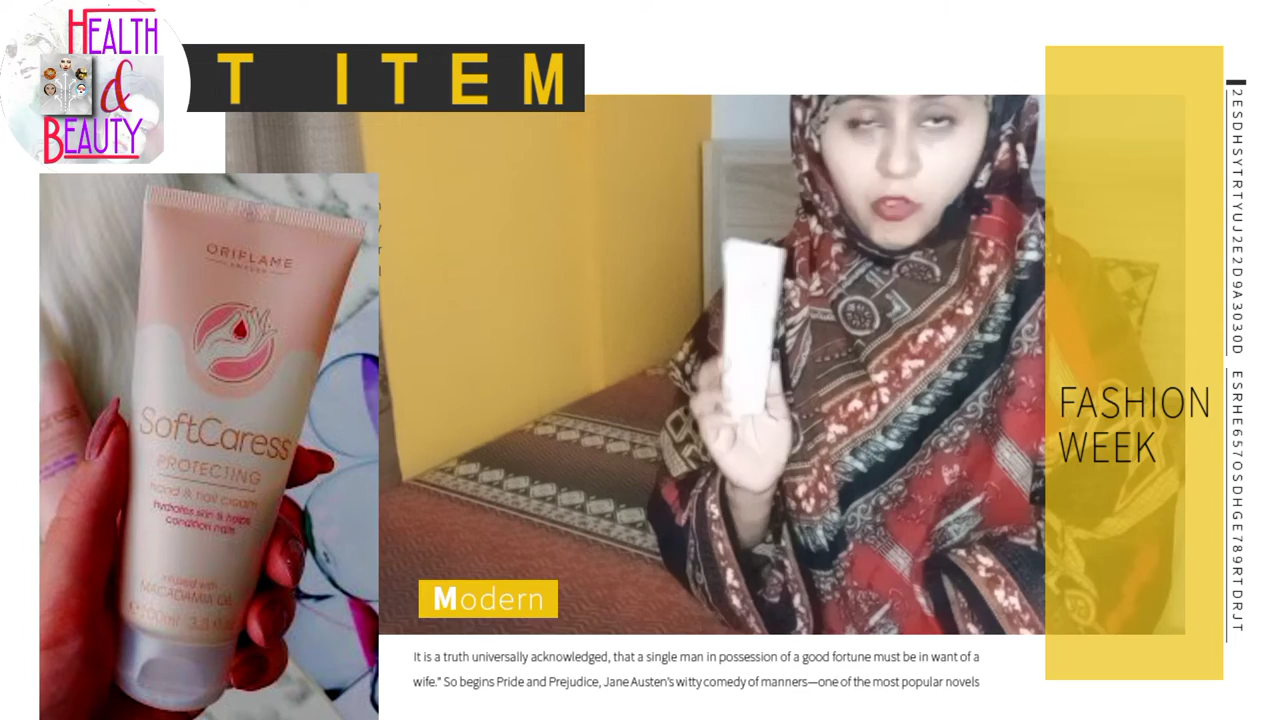 HEALTH
&
BEAUTY
T ITEM
ORIFLAME
SWEDEN
SoftCaress
PROTECTING
hand & nail cream
hydrates skin & helps
condition nails
infused with
MACADAMIA OIL
Modern
It is a truth universally acknowledged, that a single man in possession of a good fortune must be in want of a
wife." So begins Pride and Prejudice, Jane Austen's witty comedy of manners—one of the most popular novels
FASHION
WEEK
2ESDHSYTRTYUJ2E2D9A3030D ESRHE657OSDHGE789RTDRJT